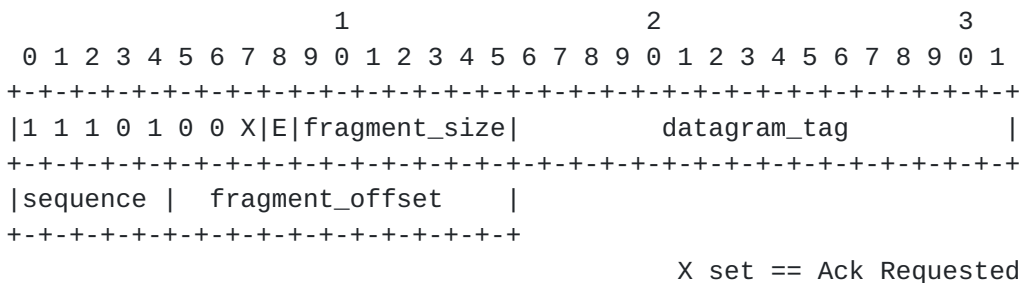 1                   2                   3
 0 1 2 3 4 5 6 7 8 9 0 1 2 3 4 5 6 7 8 9 0 1 2 3 4 5 6 7 8 9 0 1
+-+-+-+-+-+-+-+-+-+-+-+-+-+-+-+-+-+-+-+-+-+-+-+-+-+-+-+-+-+-+-+-+
|1 1 1 0 1 0 0 X|E|fragment_size|         datagram_tag          |
+-+-+-+-+-+-+-+-+-+-+-+-+-+-+-+-+-+-+-+-+-+-+-+-+-+-+-+-+-+-+-+-+
|sequence |  fragment_offset    |
+-+-+-+-+-+-+-+-+-+-+-+-+-+-+-+-+
                                           X set == Ack Requested